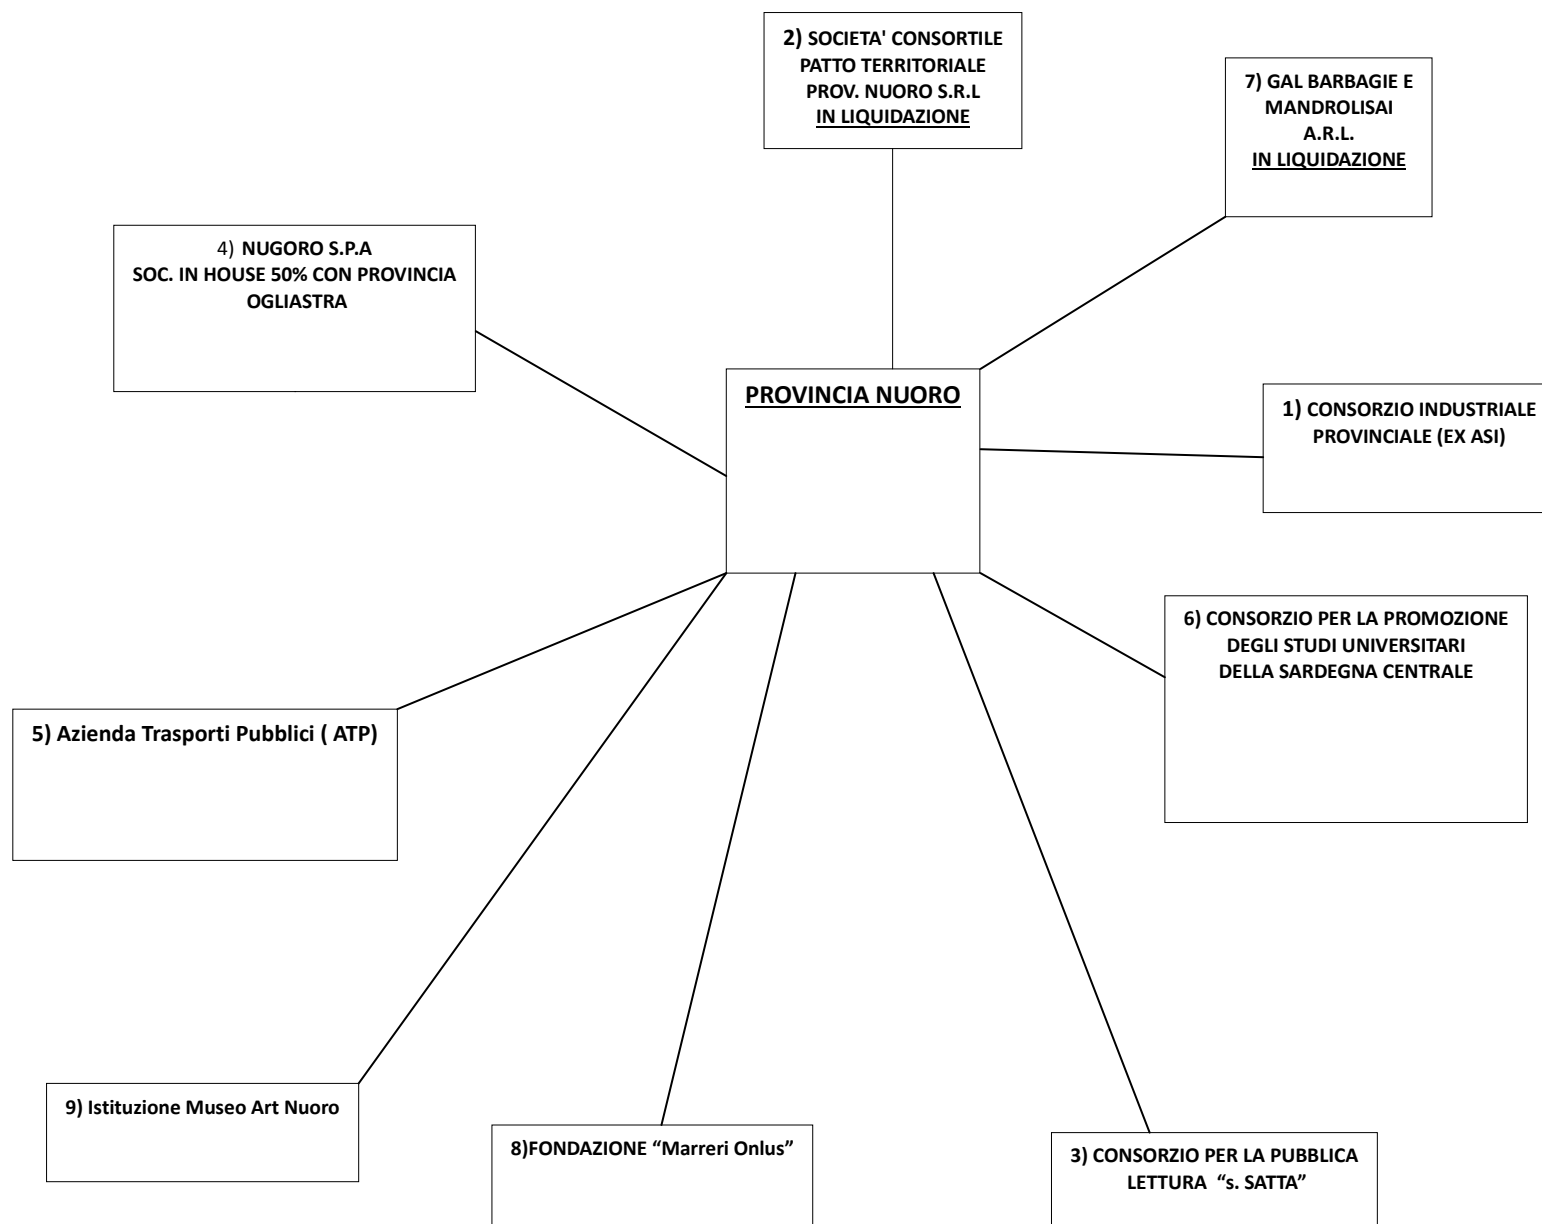 2) SOCIETA' CONSORTILE
PATTO TERRITORIALE
PROV. NUORO S.R.L
IN LIQUIDAZIONE
7) GAL BARBAGIE E
MANDROLISAI
A.R.L.
IN LIQUIDAZIONE
4) NUGORO S.P.A
SOC. IN HOUSE 50% CON PROVINCIA
OGLIASTRA
PROVINCIA NUORO
1) CONSORZIO INDUSTRIALE
PROVINCIALE (EX ASI)
6) CONSORZIO PER LA PROMOZIONE
DEGLI STUDI UNIVERSITARI
DELLA SARDEGNA CENTRALE
5) Azienda Trasporti Pubblici ( ATP)
9) Istituzione Museo Art Nuoro
8)FONDAZIONE “Marreri Onlus”
3) CONSORZIO PER LA PUBBLICA
LETTURA “s. SATTA”